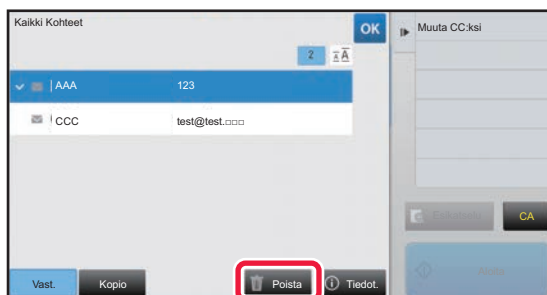 Kaikki Kohteet
OK
Muuta CC:ksi
2
AAA 123
CCC test@test.□□□
CA
Vast.
Kopio
Poista
Tiedot.